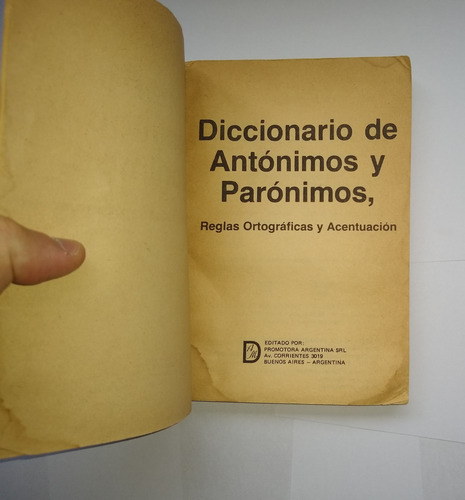 Diccionario de
Antónimos y
Parónimos,
Reglas Ortográficas y Acentuación
EDITADO POR:
PROMOTORA ARGENTINA SRL
Av. CORRIENTES 3019
BUENOS AIRES – ARGENTINA